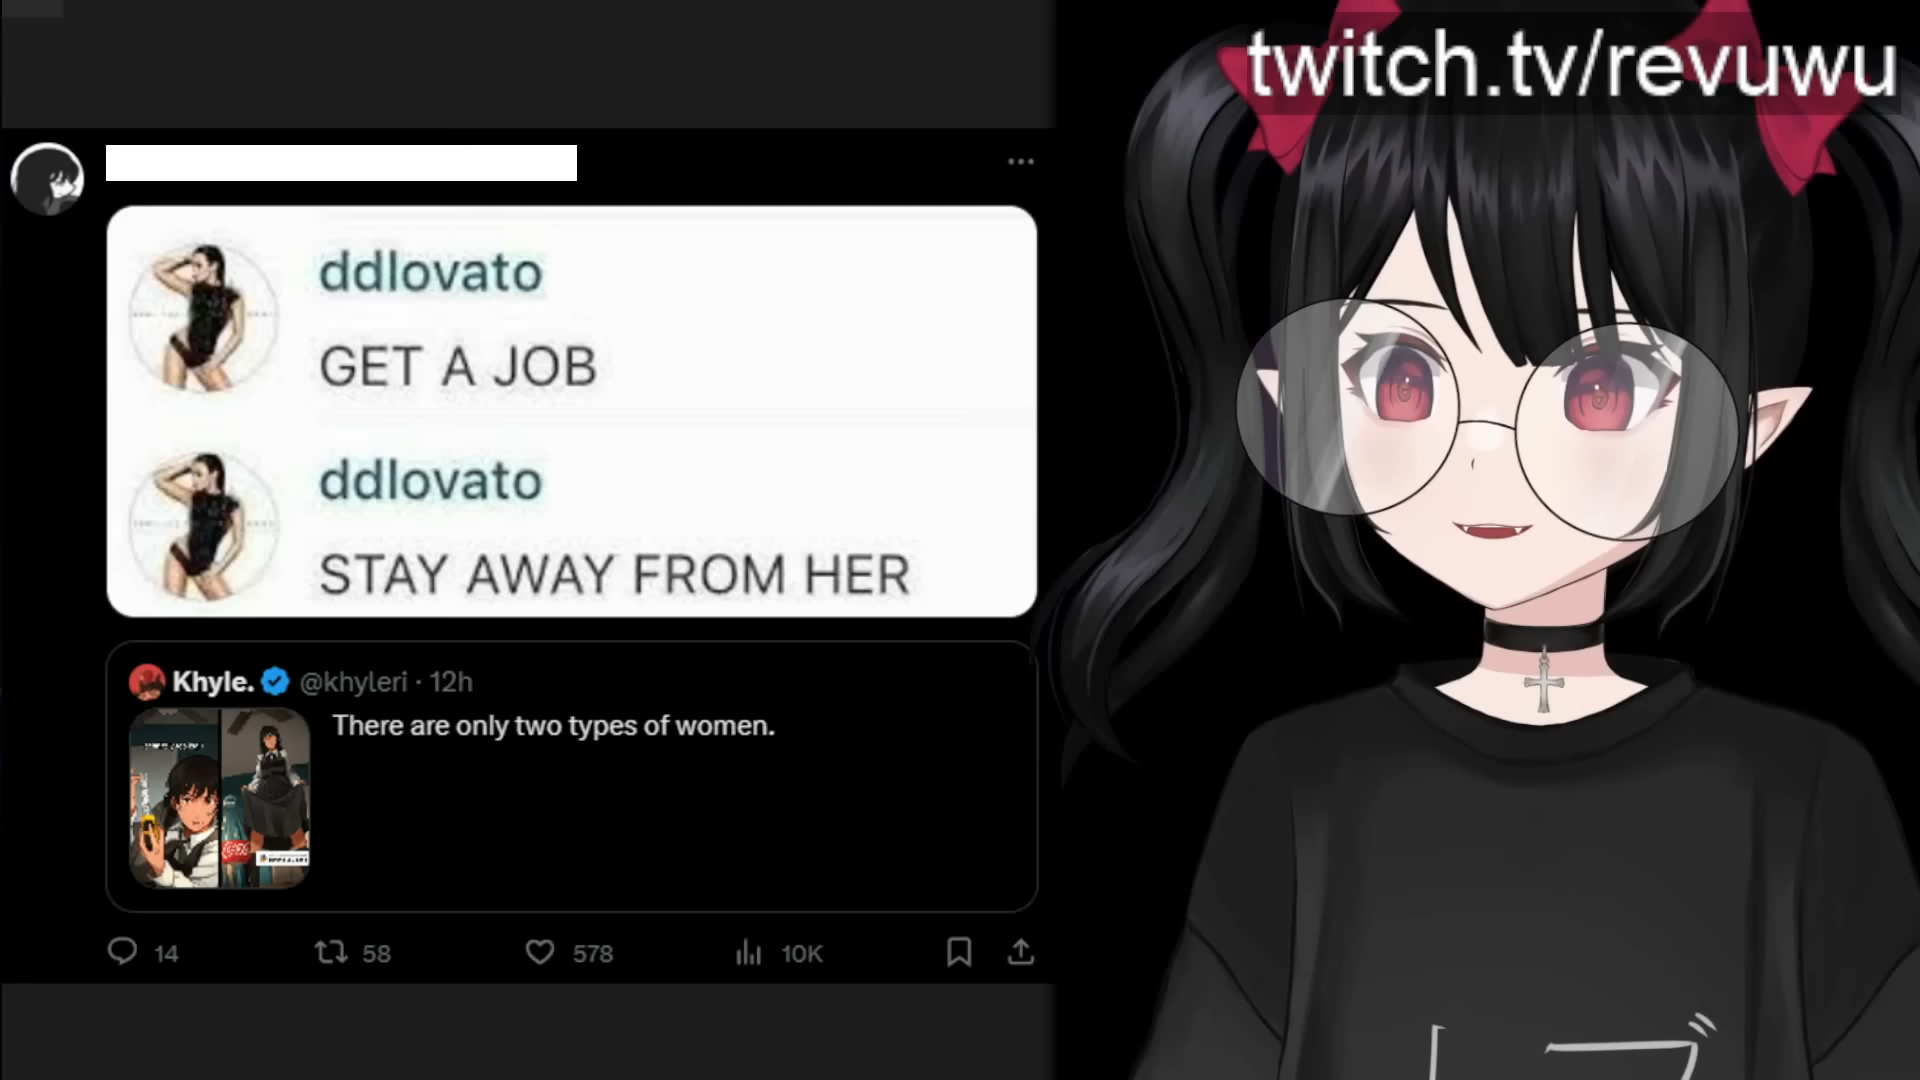 twitch.tv/revuwu
ddlovato
GET A JOB
ddlovato
STAY AWAY FROM HER
Khyle. @khyleri · 12h
There are only two types of women.
14 58 578 10K